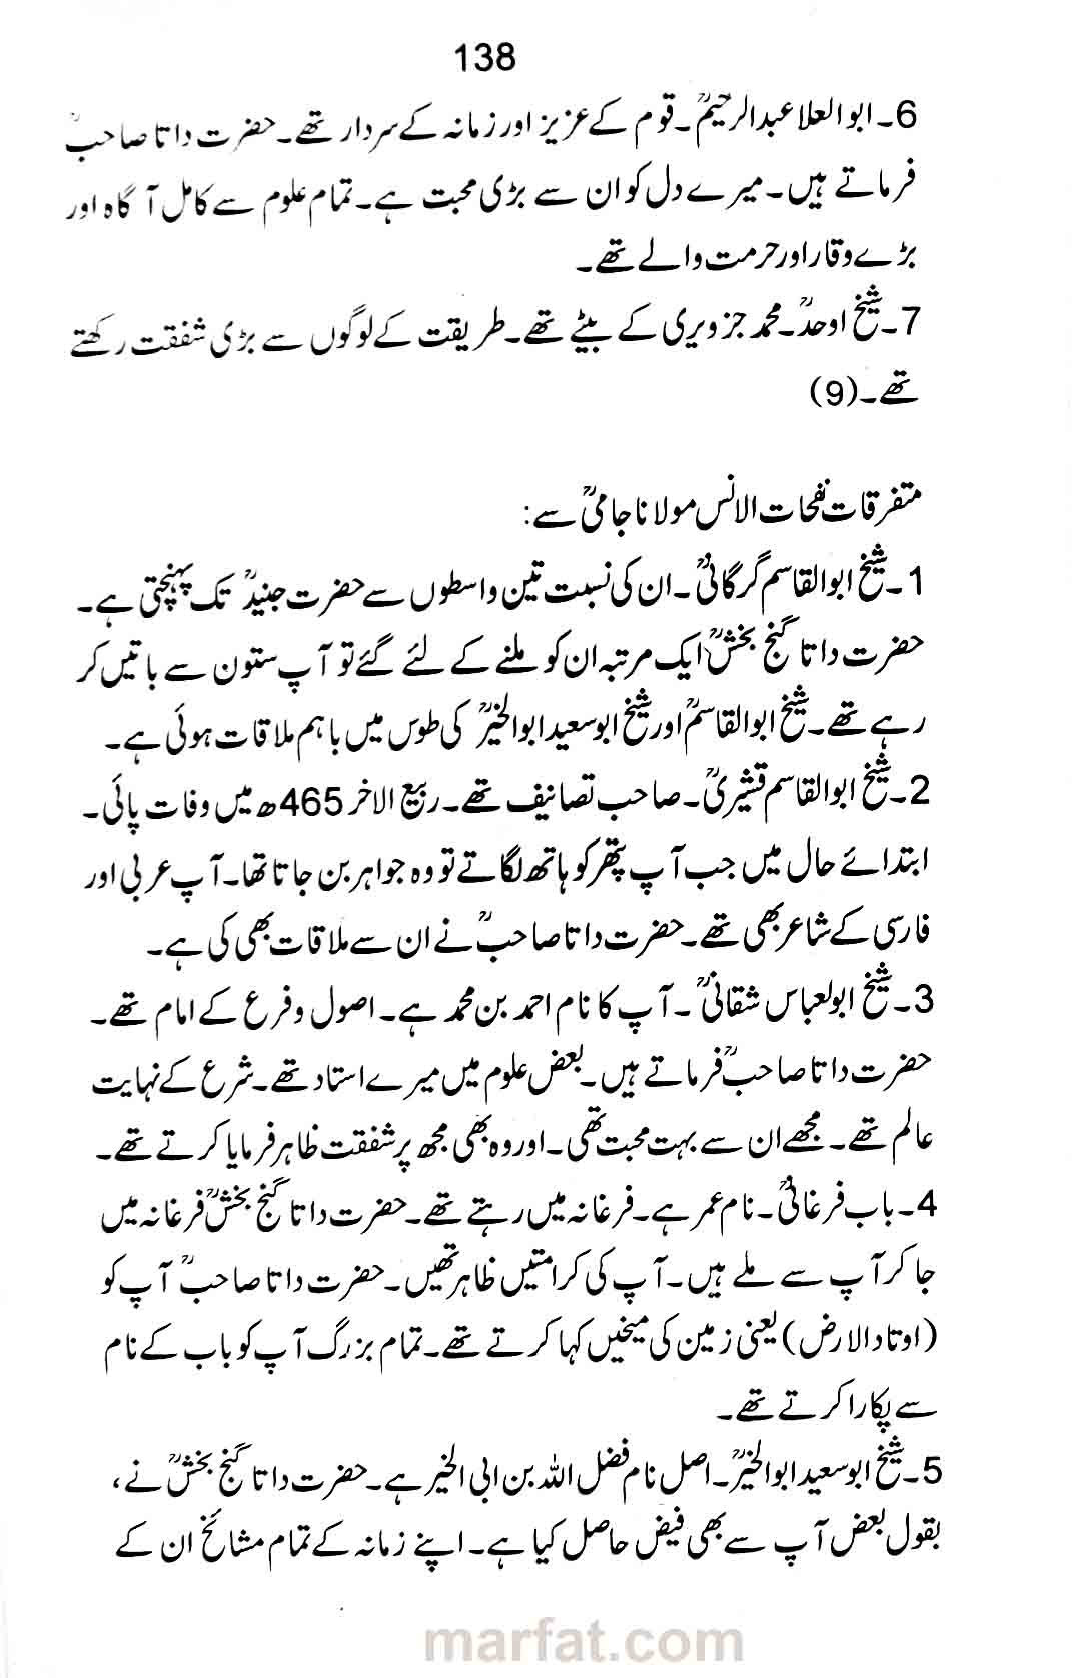 138
6۔ ابوالعلا عبدالرحیمؒ۔ قوم کے عزیز اور زمانہ کے سردار تھے۔ حضرت داتا صاحبؒ
فرماتے ہیں۔ میرے دل کو ان سے بڑی محبت ہے۔ تمام علوم سے کامل آگاہ اور
بڑے وقار اور حرمت والے تھے۔
7۔ شیخ اوحدؒ۔ محمد جزویری کے بیٹے تھے۔ طریقت کے لوگوں سے بڑی شفقت رکھتے
تھے۔ (9)
متفرقات نفحات الانس مولانا جامیؒ سے:
1۔ شیخ ابوالقاسم گرگانیؒ۔ ان کی نسبت تین واسطوں سے حضرت جنیدؒ تک پہنچتی ہے۔
حضرت داتا گنج بخشؒ ایک مرتبہ ان کو ملنے کے لئے گئے تو آپ ستون سے باتیں کر
رہے تھے۔ شیخ ابوالقاسمؒ اور شیخ ابوسعید ابوالخیرؒ کی طوس میں باہم ملاقات ہوئی ہے۔
2۔ شیخ ابوالقاسم قشیریؒ۔ صاحب تصانیف تھے۔ ربیع الاخر 465ھ میں وفات پائی۔
ابتدائے حال میں جب آپ پتھر کو ہاتھ لگاتے تو وہ جواہر بن جاتا تھا۔ آپ عربی اور
فارسی کے شاعر بھی تھے۔ حضرت داتا صاحبؒ نے ان سے ملاقات بھی کی ہے۔
3۔ شیخ ابولعباس شقانیؒ۔ آپ کا نام احمد بن محمد ہے۔ اصول و فرع کے امام تھے۔
حضرت داتا صاحبؒ فرماتے ہیں۔ بعض علوم میں میرے استاد تھے۔ شرع کے نہایت
عالم تھے۔ مجھے ان سے بہت محبت تھی۔ اور وہ بھی مجھ پر شفقت ظاہر فرمایا کرتے تھے۔
4۔ باب فرغانیؒ۔ نام عمر ہے۔ فرغانہ میں رہتے تھے۔ حضرت داتا گنج بخشؒ فرغانہ میں
جا کر آپ سے ملے ہیں۔ آپ کی کرامتیں ظاہر تھیں۔ حضرت داتا صاحبؒ آپ کو
(اوتاد الارض) یعنی زمین کی میخیں کہا کرتے تھے۔ تمام بزرگ آپ کو باب کے نام
سے پکارا کرتے تھے۔
5۔ شیخ ابوسعید ابوالخیرؒ۔ اصل نام فضل اللہ بن ابی الخیر ہے۔ حضرت داتا گنج بخشؒ نے،
بقول بعض آپ سے بھی فیض حاصل کیا ہے۔ اپنے زمانہ کے تمام مشائخ ان کے
marfat.com